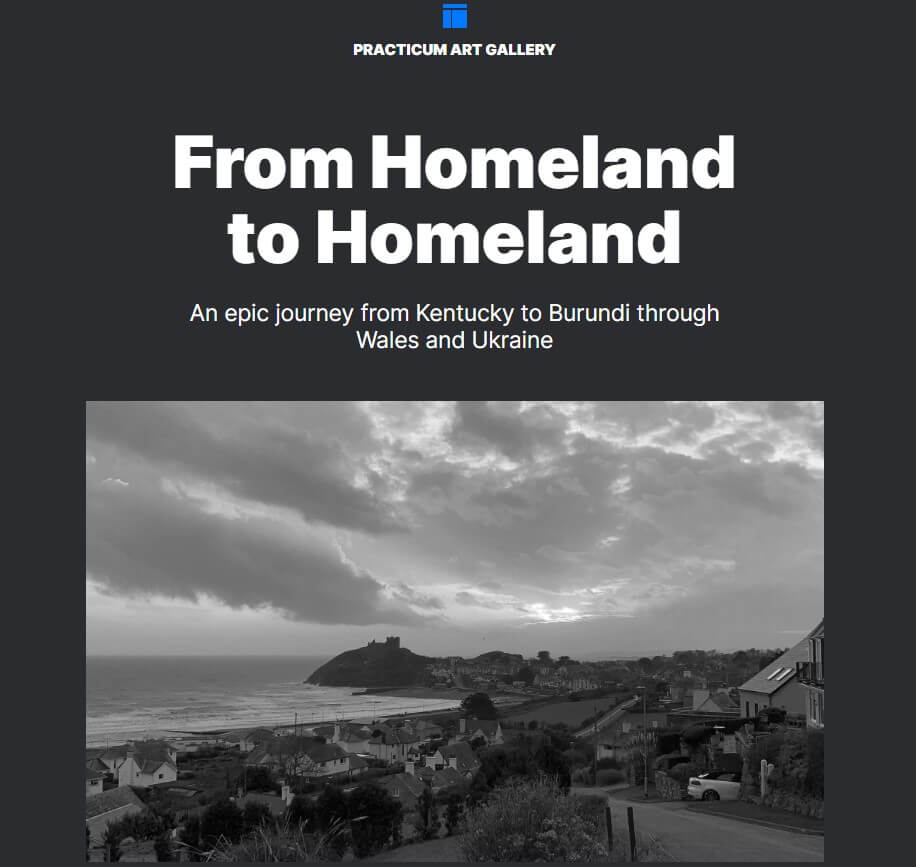 PRACTICUM ART GALLERY
From Homeland
to Homeland
An epic journey from Kentucky to Burundi through
Wales and Ukraine